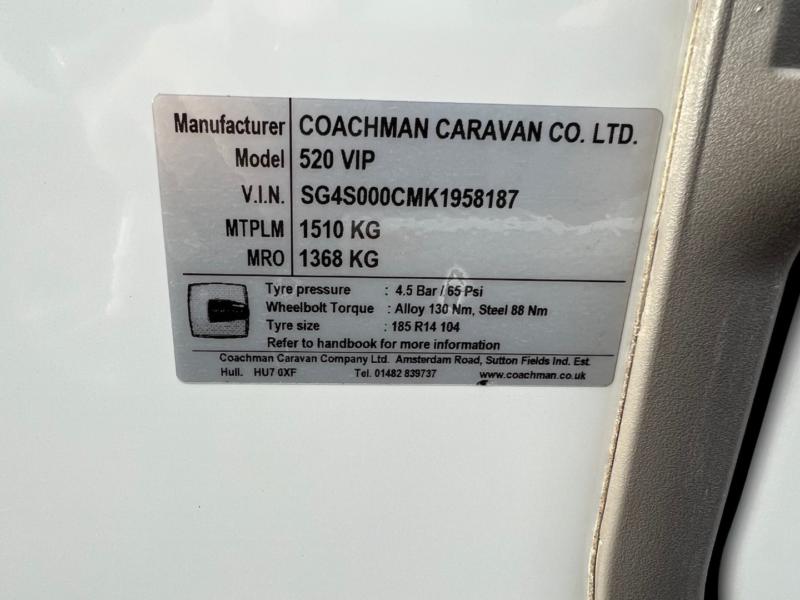 Manufacturer COACHMAN CARAVAN CO. LTD.
Model 520 VIP
V.I.N. SG4S000CMK1958187
MTPLM 1510 KG
MRO 1368 KG
Tyre pressure : 4.5 Bar / 65 Psi
Wheelbolt Torque : Alloy 130 Nm, Steel 88 Nm
Tyre size : 185 R14 104
Refer to handbook for more information
Coachman Caravan Company Ltd. Amsterdam Road, Sutton Fields Ind. Est.
Hull. HU7 0XF Tel. 01482 839737 www.coachman.co.uk